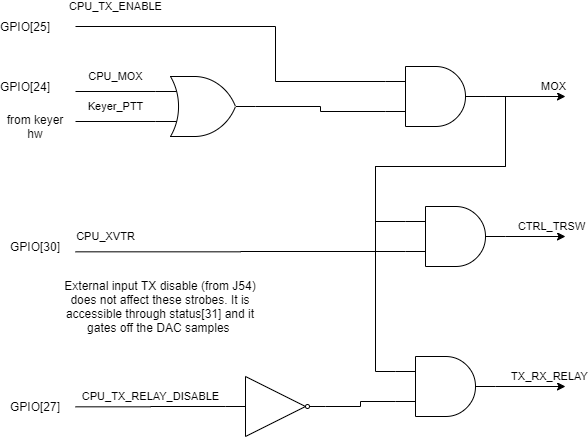 CPU_TX_ENABLE
GPIO[25]
CPU_MOX
GPIO[24]
MOX
Keyer_PTT
from keyer
hw
CTRL_TRSW
CPU_XVTR
GPIO[30]
External input TX disable (from J54)
does not affect these strobes. It is
accessible through status[31] and it
gates off the DAC samples
TX_RX_RELAY
CPU_TX_RELAY_DISABLE
GPIO[27]